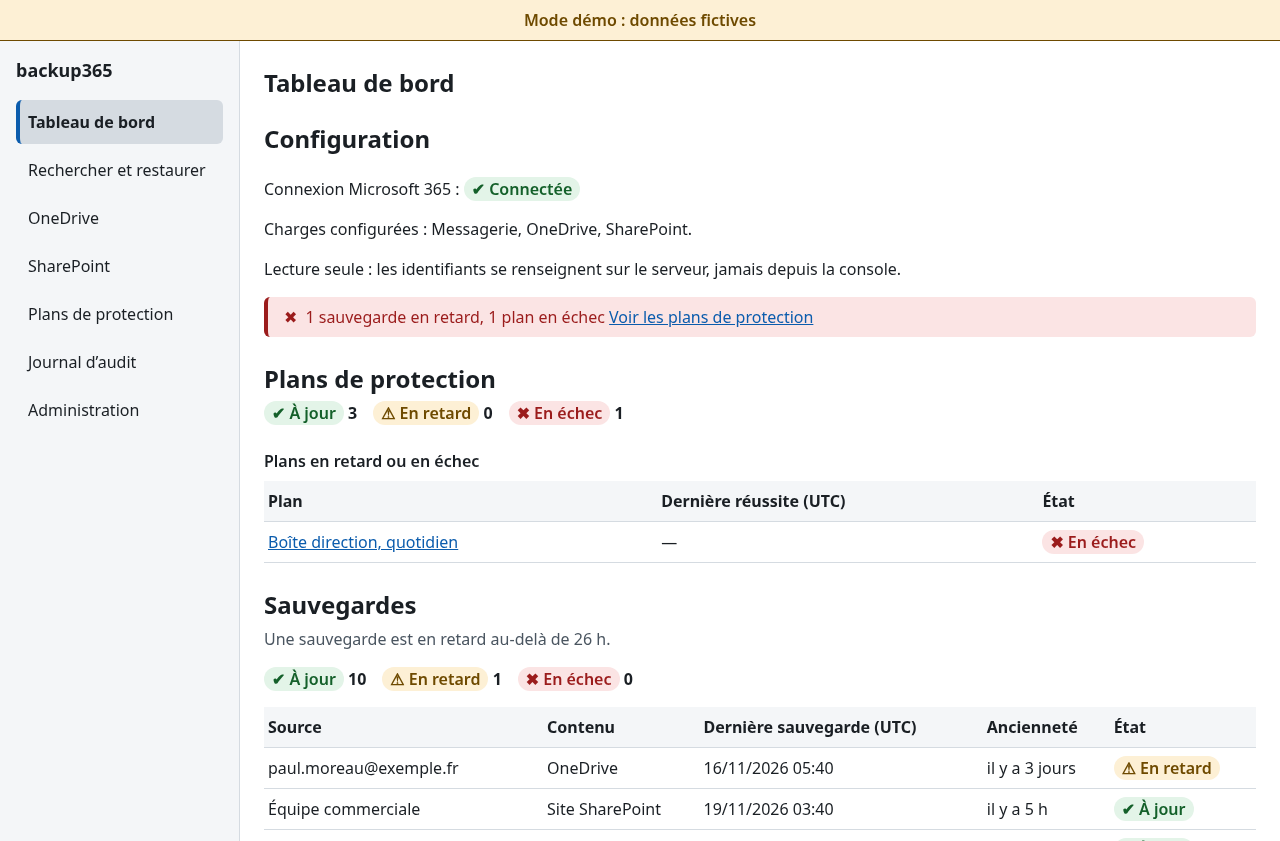 Mode démo : données fictives
backup365
Tableau de bord
Rechercher et restaurer
OneDrive
SharePoint
Plans de protection
Journal d’audit
Administration
Tableau de bord
Configuration
Connexion Microsoft 365 : ✔ Connectée
Charges configurées : Messagerie, OneDrive, SharePoint.
Lecture seule : les identifiants se renseignent sur le serveur, jamais depuis la console.
✖ 1 sauvegarde en retard, 1 plan en échec Voir les plans de protection
Plans de protection
✔ À jour 3 ⚠ En retard 0 ✖ En échec 1
Plans en retard ou en échec
Plan Dernière réussite (UTC) État
Boîte direction, quotidien — ✖ En échec
Sauvegardes
Une sauvegarde est en retard au-delà de 26 h.
✔ À jour 10 ⚠ En retard 1 ✖ En échec 0
Source Contenu Dernière sauvegarde (UTC) Ancienneté État
paul.moreau@exemple.fr OneDrive 16/11/2026 05:40 il y a 3 jours ⚠ En retard
Équipe commerciale Site SharePoint 19/11/2026 03:40 il y a 5 h ✔ À jour